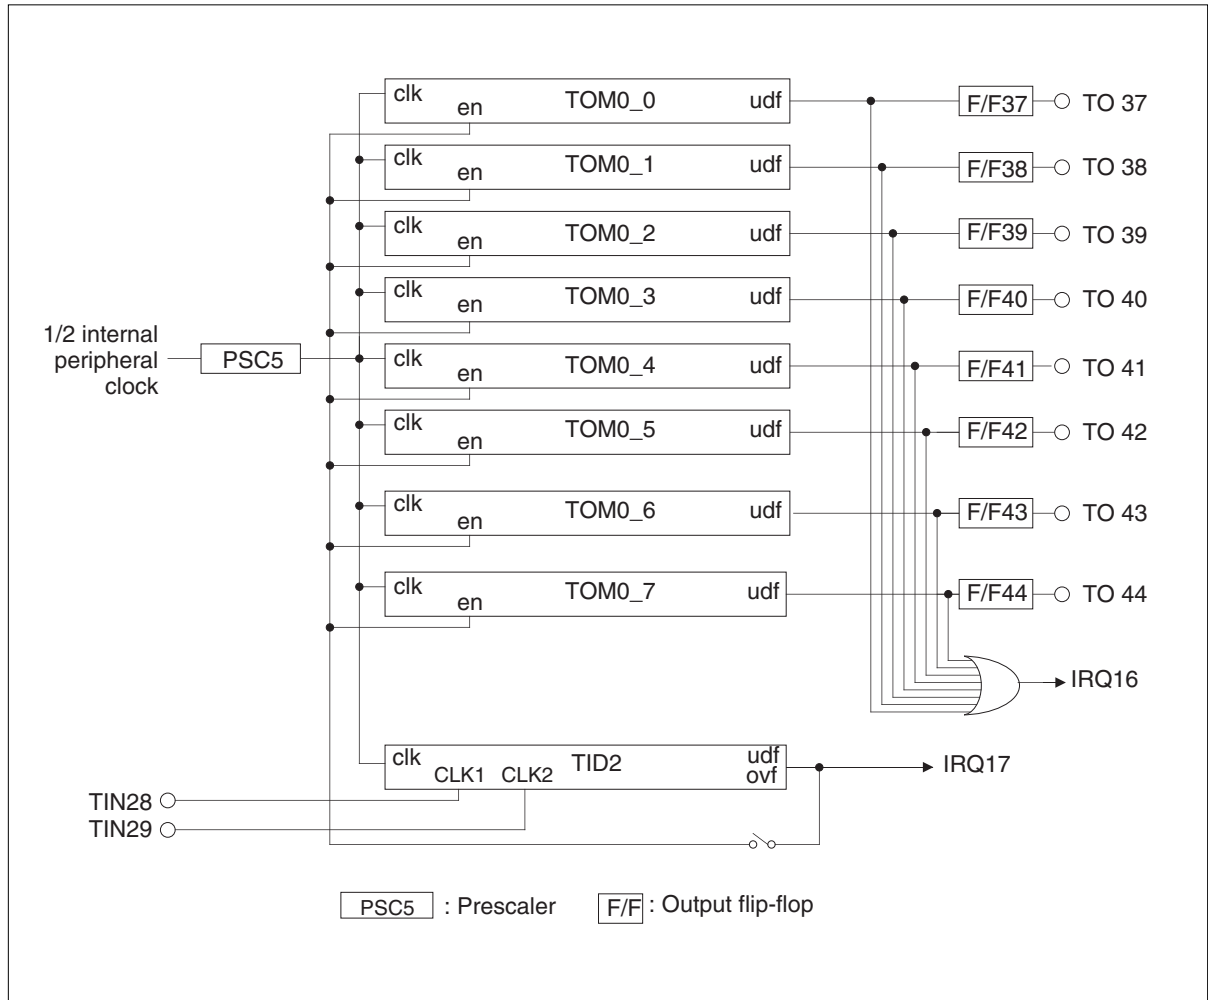 clk TOM0_0 udf F/F37 TO 37
en
clk TOM0_1 udf F/F38 TO 38
en
clk TOM0_2 udf F/F39 TO 39
en
clk TOM0_3 udf F/F40 TO 40
en
1/2 internal
peripheral
clock
PSC5
clk TOM0_4 udf F/F41 TO 41
en
clk TOM0_5 udf F/F42 TO 42
en
clk TOM0_6 udf F/F43 TO 43
en
clk TOM0_7 udf F/F44 TO 44
en
IRQ16
clk TID2 udf IRQ17
CLK1 CLK2 ovf
TIN28
TIN29
PSC5 : Prescaler F/F : Output flip-flop